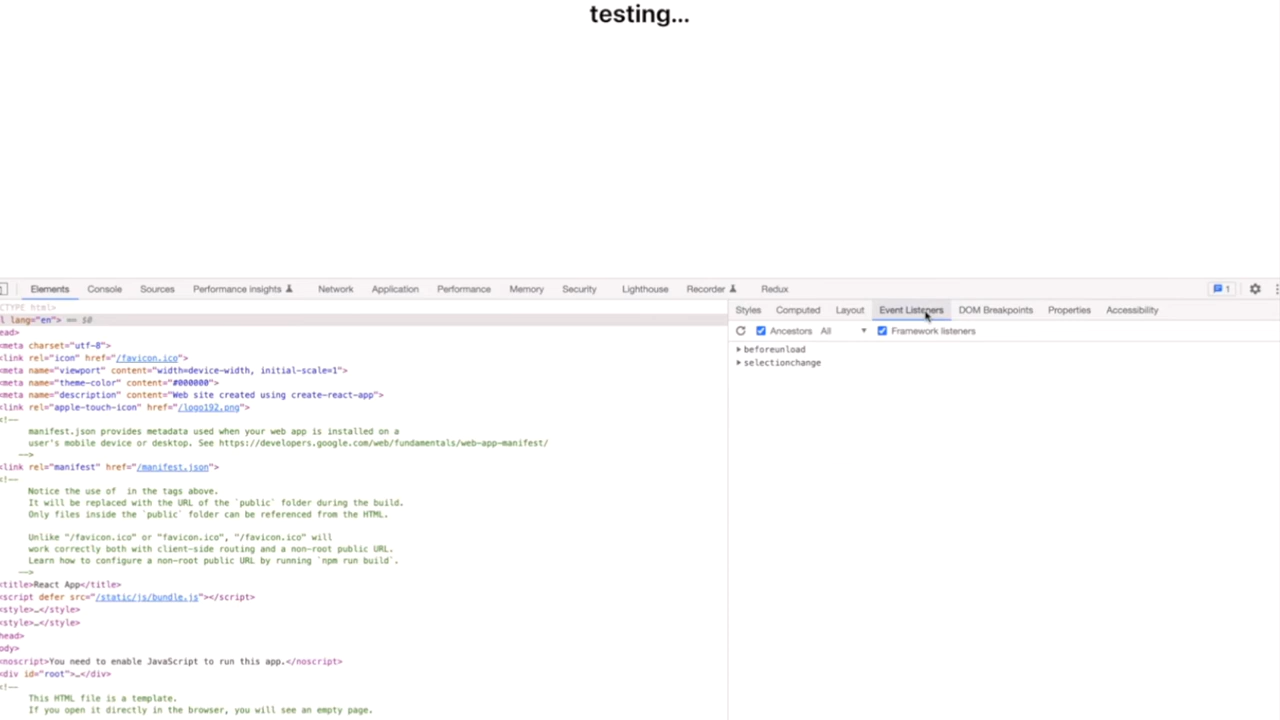 testing...
Elements Console Sources Performance insights Network Application Performance Memory Security Lighthouse Recorder Redux 1
CTYPE html>
l lang="en"> == $0
ead>
<meta charset="utf-8">
<link rel="icon" href="/favicon.ico">
<meta name="viewport" content="width=device-width, initial-scale=1">
<meta name="theme-color" content="#000000">
<meta name="description" content="Web site created using create-react-app">
<link rel="apple-touch-icon" href="/logo192.png">
<!--
manifest.json provides metadata used when your web app is installed on a
user's mobile device or desktop. See https://developers.google.com/web/fundamentals/web-app-manifest/
-->
<link rel="manifest" href="/manifest.json">
<!--
Notice the use of  in the tags above.
It will be replaced with the URL of the `public` folder during the build.
Only files inside the `public` folder can be referenced from the HTML.
Unlike "/favicon.ico" or "favicon.ico", "/favicon.ico" will
work correctly both with client-side routing and a non-root public URL.
Learn how to configure a non-root public URL by running `npm run build`.
-->
<title>React App</title>
<script defer src="/static/js/bundle.js"></script>
<style>…</style>
<style>…</style>
head>
ody>
<noscript>You need to enable JavaScript to run this app.</noscript>
<div id="root">…</div>
<!--
This HTML file is a template.
If you open it directly in the browser, you will see an empty page.
Styles Computed Layout Event Listeners DOM Breakpoints Properties Accessibility
Ancestors All Framework listeners
beforeunload
selectionchange